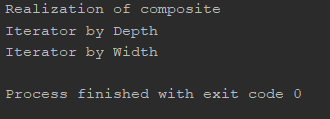 Realization of composite
Iterator by Depth
Iterator by Width
Process finished with exit code 0